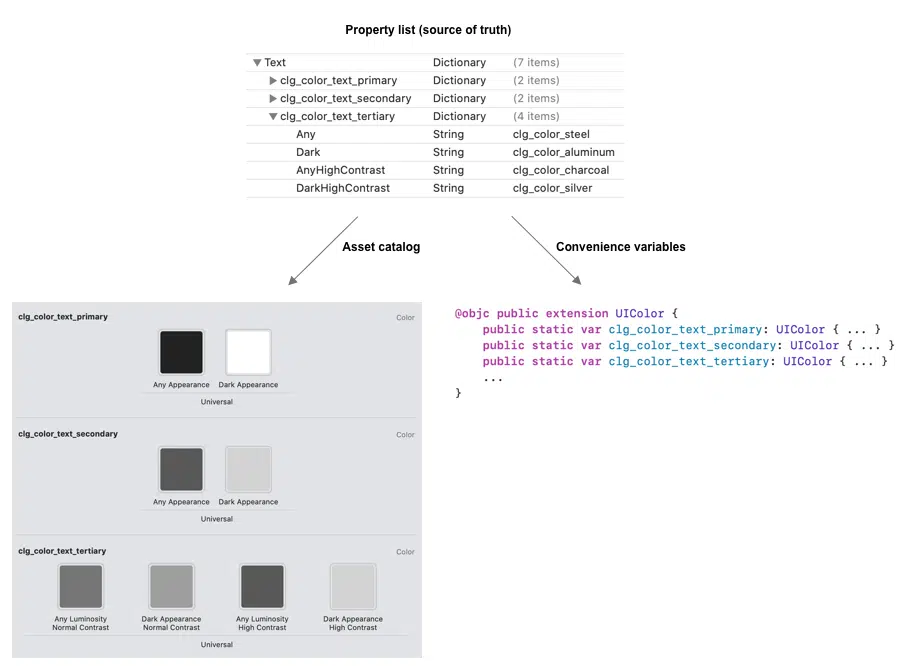 Property list (source of truth)
Text Dictionary (7 items)
clg_color_text_primary Dictionary (2 items)
clg_color_text_secondary Dictionary (2 items)
clg_color_text_tertiary Dictionary (4 items)
Any String clg_color_steel
Dark String clg_color_aluminum
AnyHighContrast String clg_color_charcoal
DarkHighContrast String clg_color_silver
Asset catalog
Convenience variables
clg_color_text_primary Color
Any Appearance Dark Appearance
Universal
clg_color_text_secondary Color
Any Appearance Dark Appearance
Universal
clg_color_text_tertiary Color
Any Luminosity Dark Appearance Any Luminosity Dark Appearance
Normal Contrast Normal Contrast High Contrast High Contrast
Universal
@objc public extension UIColor {
public static var clg_color_text_primary: UIColor { ... }
public static var clg_color_text_secondary: UIColor { ... }
public static var clg_color_text_tertiary: UIColor { ... }
...
}